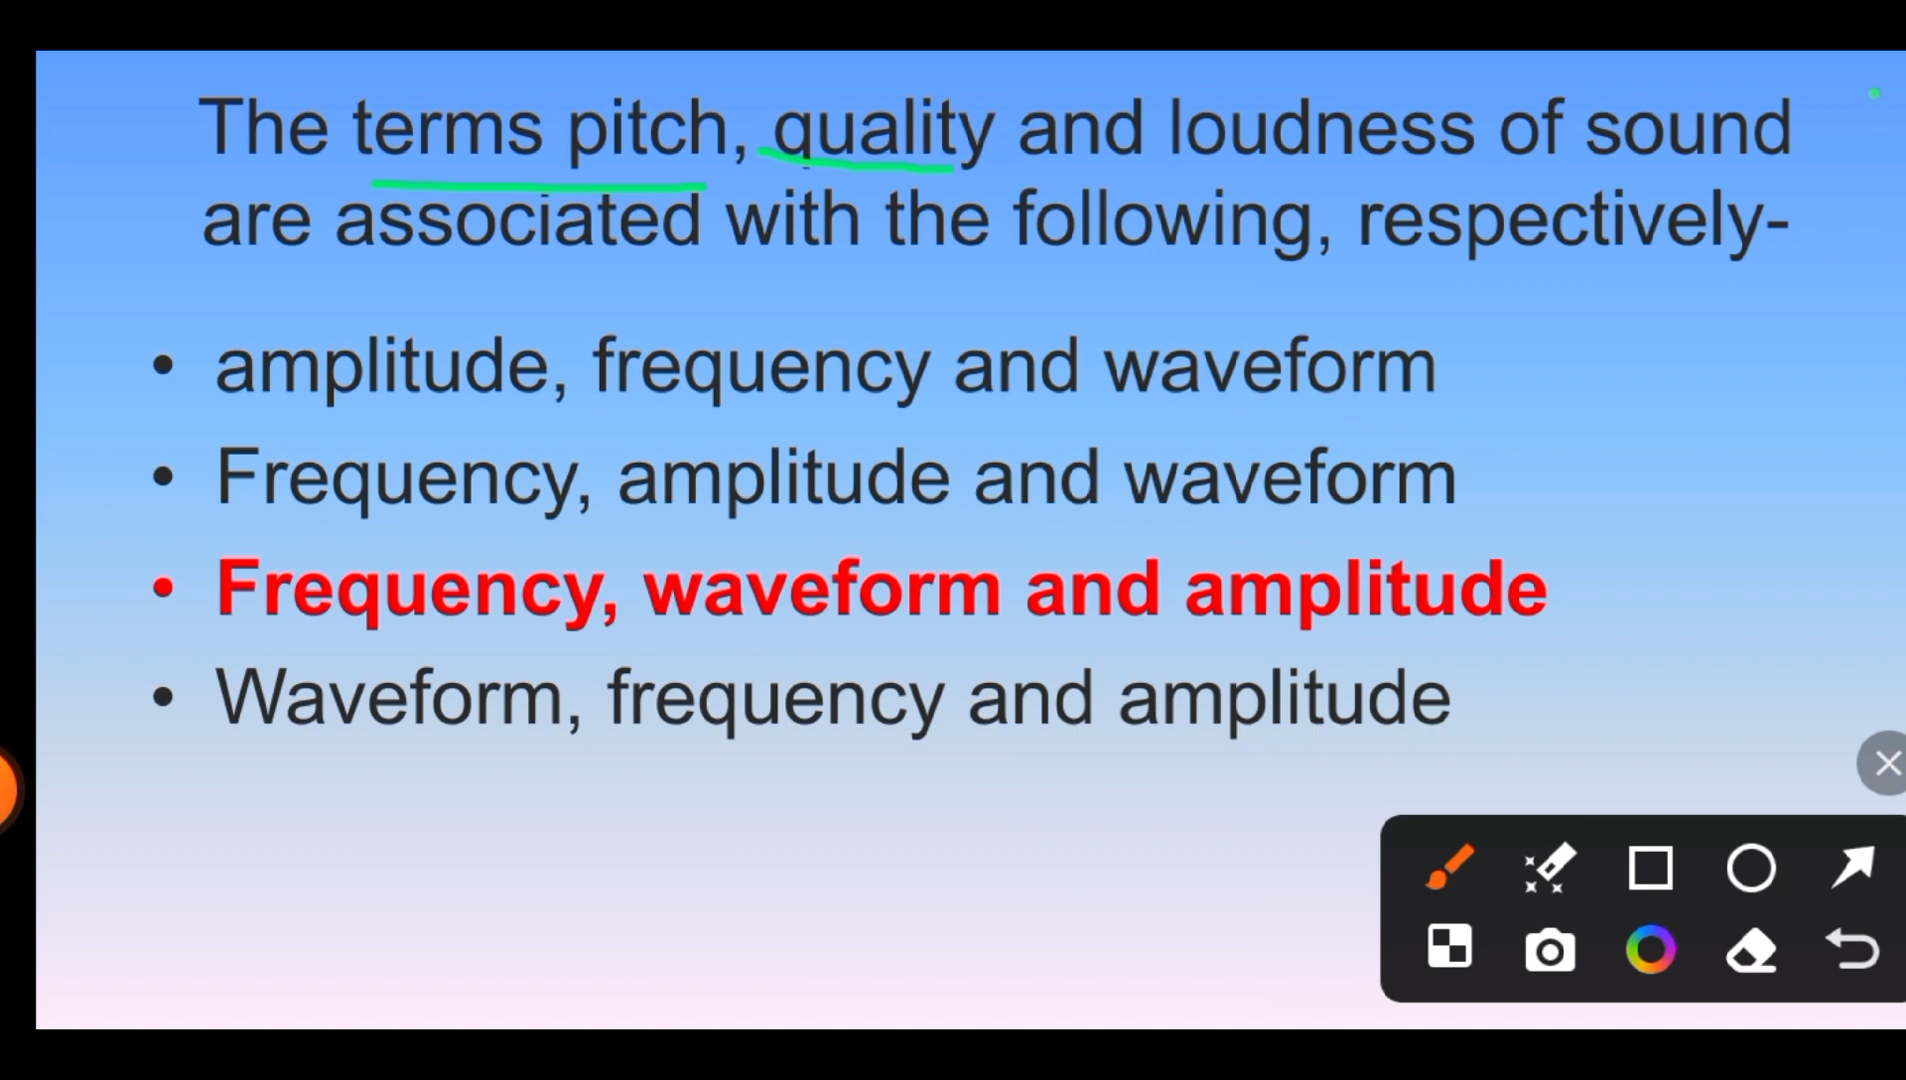 The terms pitch, quality and loudness of sound
are associated with the following, respectively-
• amplitude, frequency and waveform
• Frequency, amplitude and waveform
• Frequency, waveform and amplitude
• Waveform, frequency and amplitude